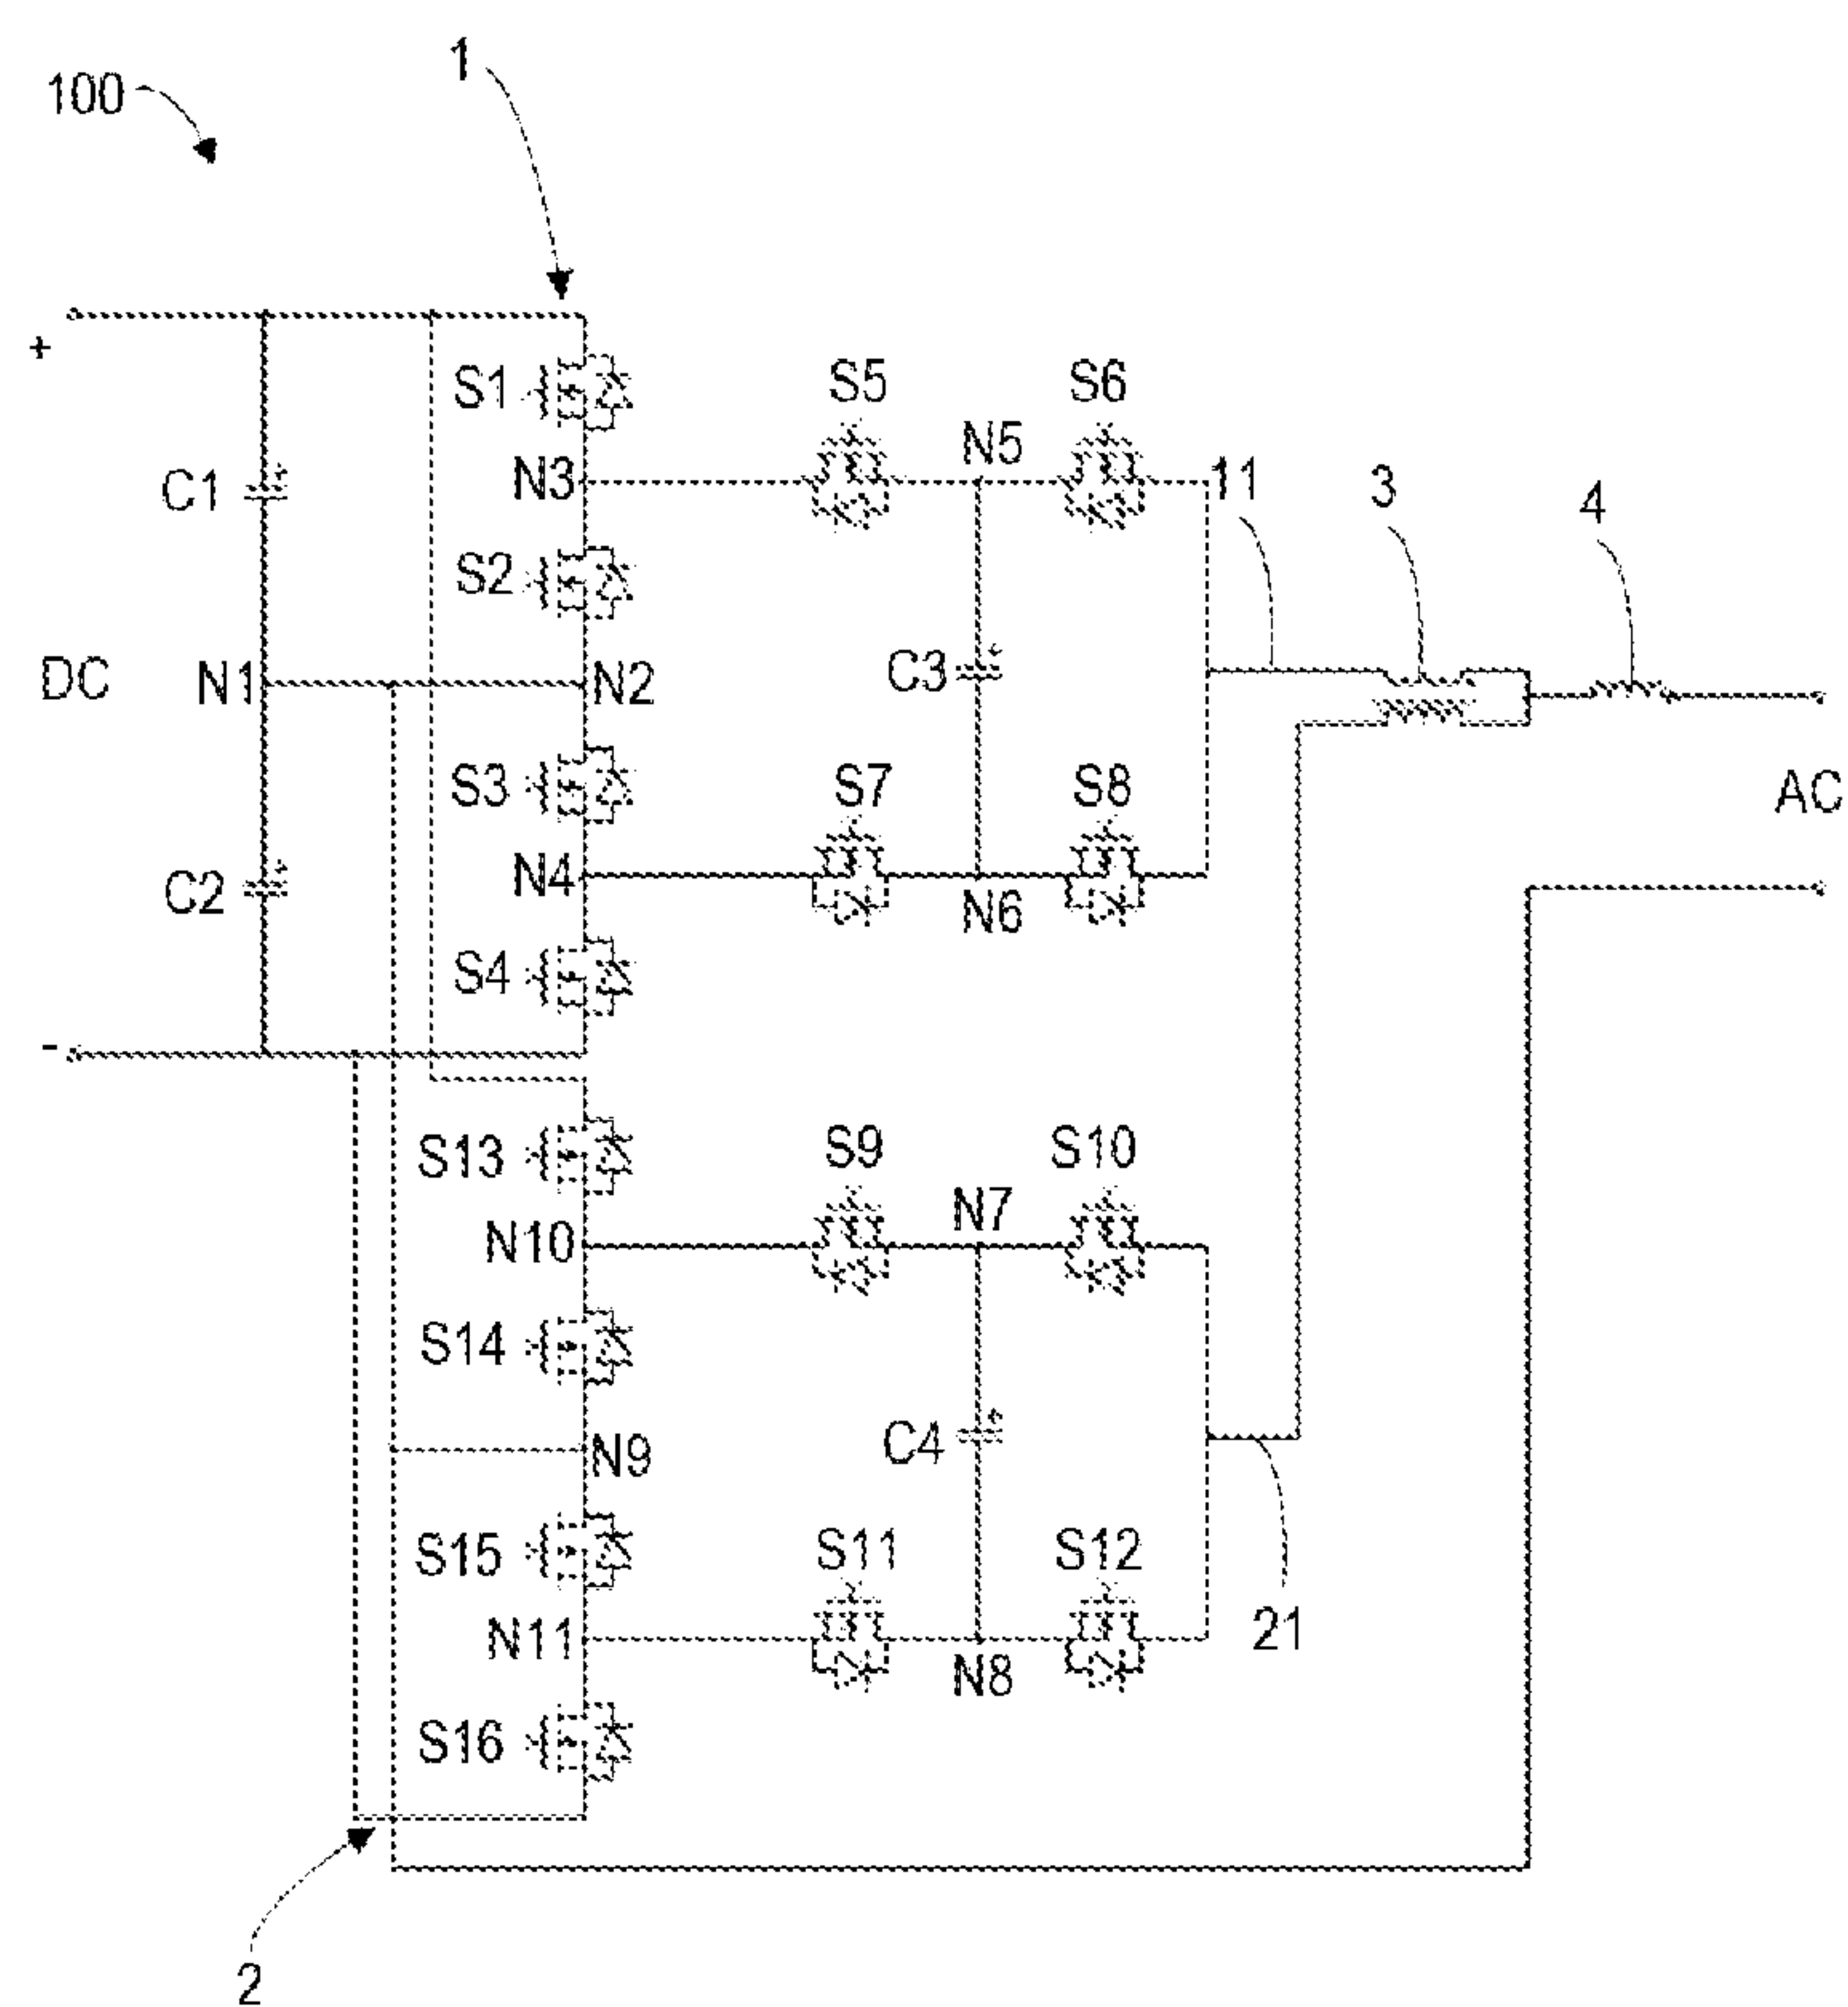 100
1
+
S1
S5
S6
C1
N3
N5
11
3
4
S2
DC
N1
N2
C3
S3
S7
S8
AC
C2
N4
N6
S4
-
S13
S9
S10
N10
N7
S14
N9
C4
S15
S11
S12
N11
N8
21
S16
2